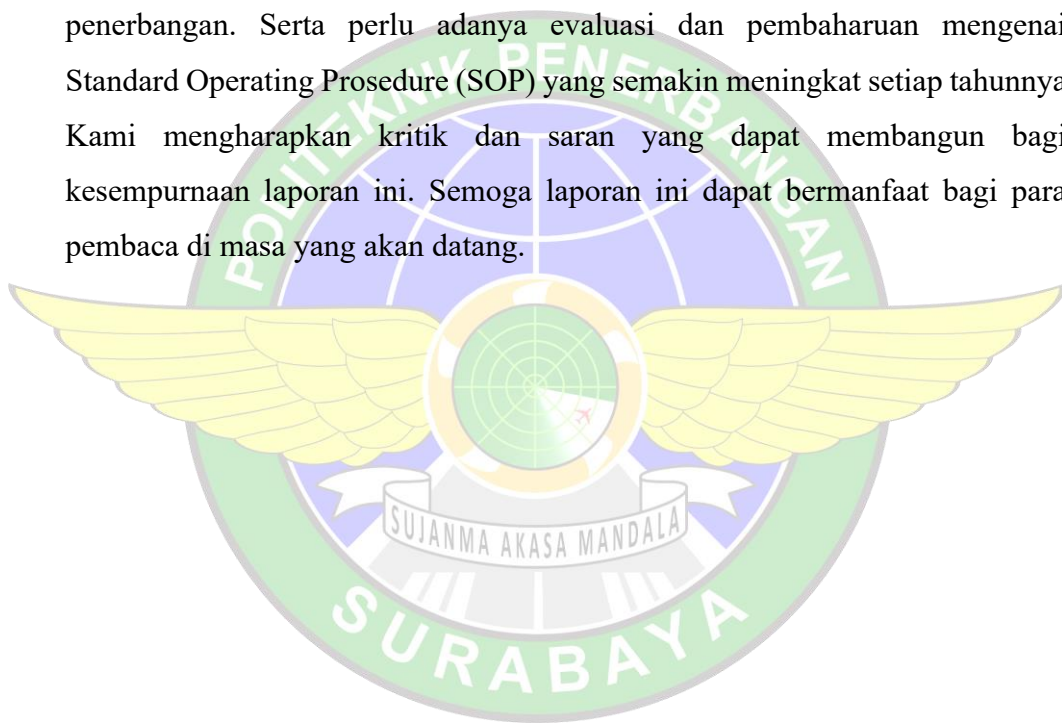 penerbangan. Serta perlu adanya evaluasi dan pembaharuan mengenai
Standard Operating Prosedure (SOP) yang semakin meningkat setiap tahunnya
Kami mengharapkan kritik dan saran yang dapat membangun bagi
kesempurnaan laporan ini. Semoga laporan ini dapat bermanfaat bagi para
pembaca di masa yang akan datang.
POLITEKNIK PENERBANGAN
SUJANMA AKASA MANDALA
SURABAYA